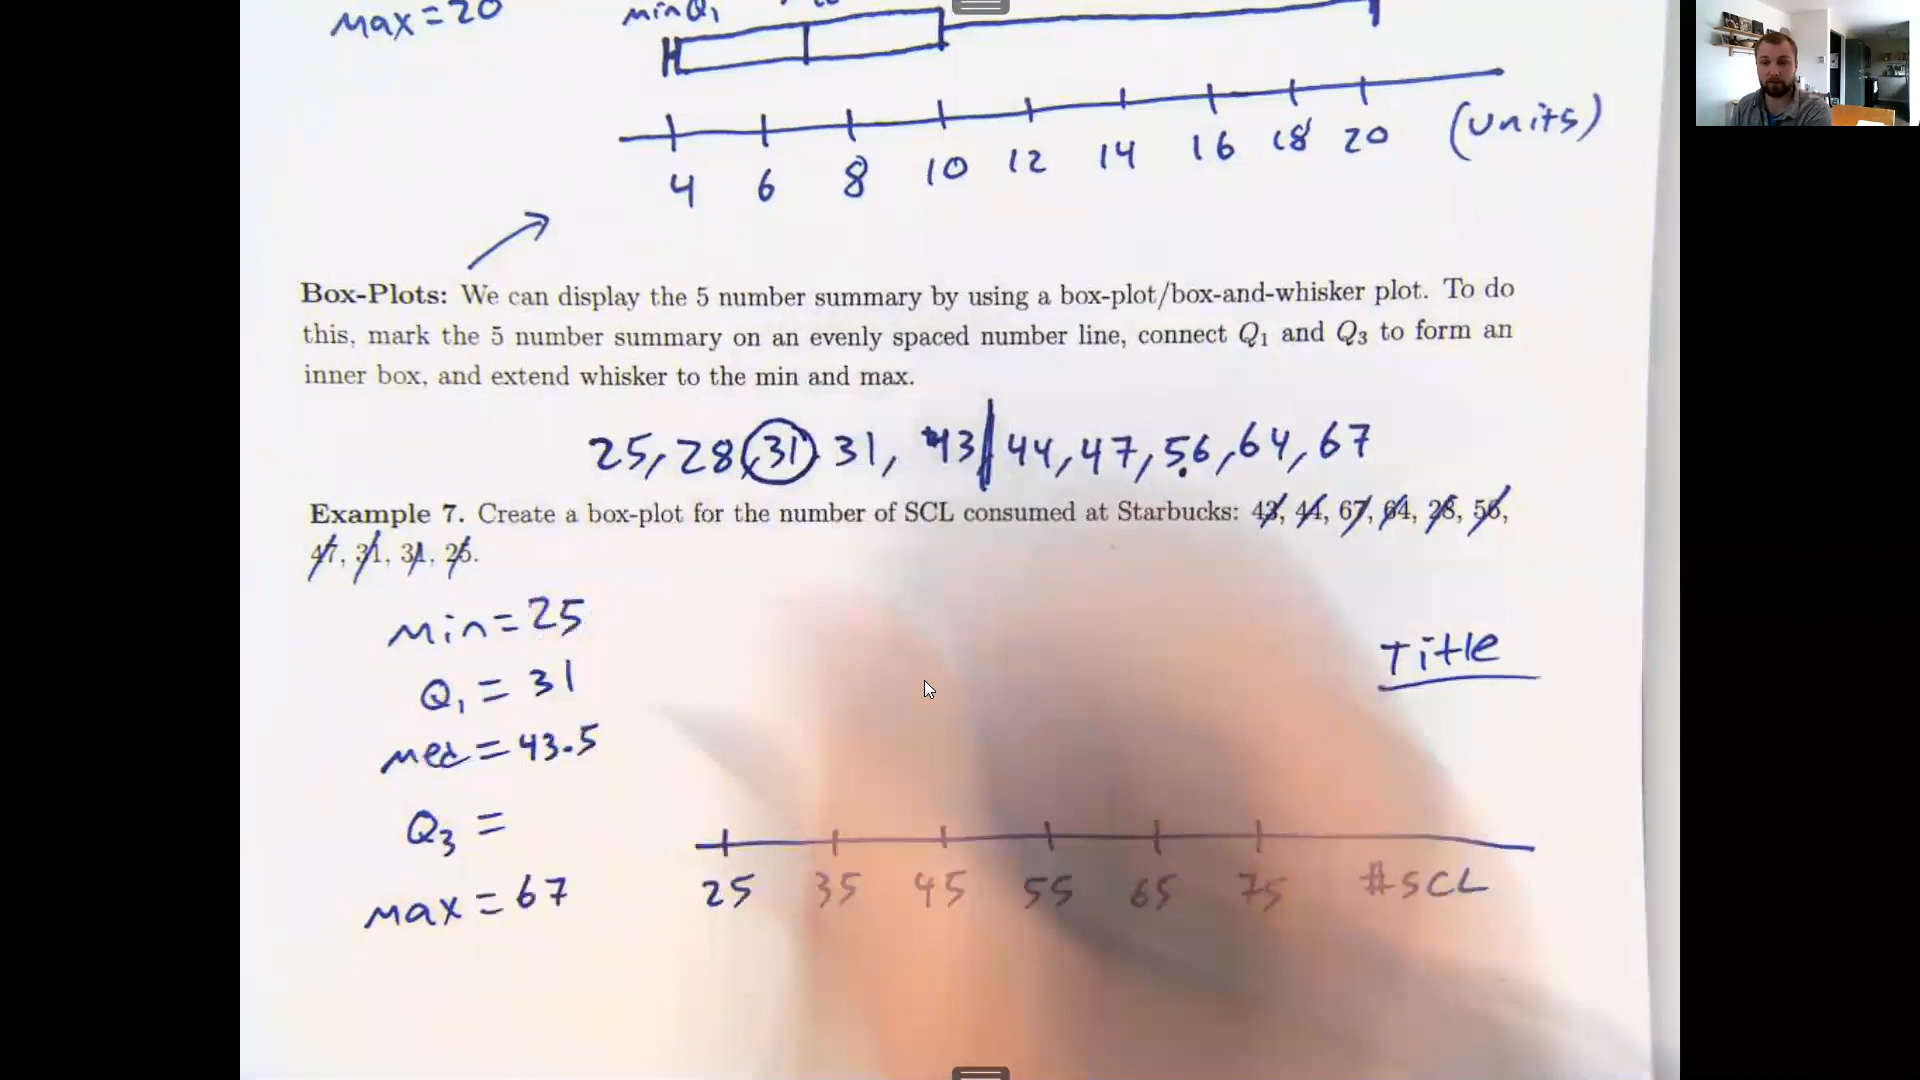 max=20
min Q₁
4 6 8 10 12 14 16 18 20 (units)
Box-Plots: We can display the 5 number summary by using a box-plot/box-and-whisker plot. To do
this, mark the 5 number summary on an evenly spaced number line, connect Q₁ and Q₃ to form an
inner box, and extend whisker to the min and max.
25, 28, 31, 31, 43 | 44, 47, 56, 64, 67
Example 7. Create a box-plot for the number of SCL consumed at Starbucks: 43, 44, 67, 64, 28, 56,
47, 31, 31, 25.
min=25
Title
Q₁ = 31
med = 43.5
Q₃ =
25 35 45 55 65 75 #SCL
max = 67